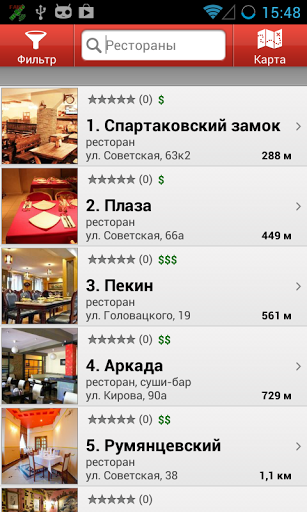 15:48
Фильтр
Рестораны
Карта
(0) $
1. Спартаковский замок
ресторан
ул. Советская, 63к2
288 м
(0) $
2. Плаза
ресторан
ул. Советская, 66а
449 м
(0) $$$
3. Пекин
ресторан
ул. Головацкого, 19
561 м
(0) $$
4. Аркада
ресторан, суши-бар
ул. Кирова, 90а
729 м
(0) $$
5. Румянцевский
ресторан
ул. Советская, 38
1,1 км
(0)